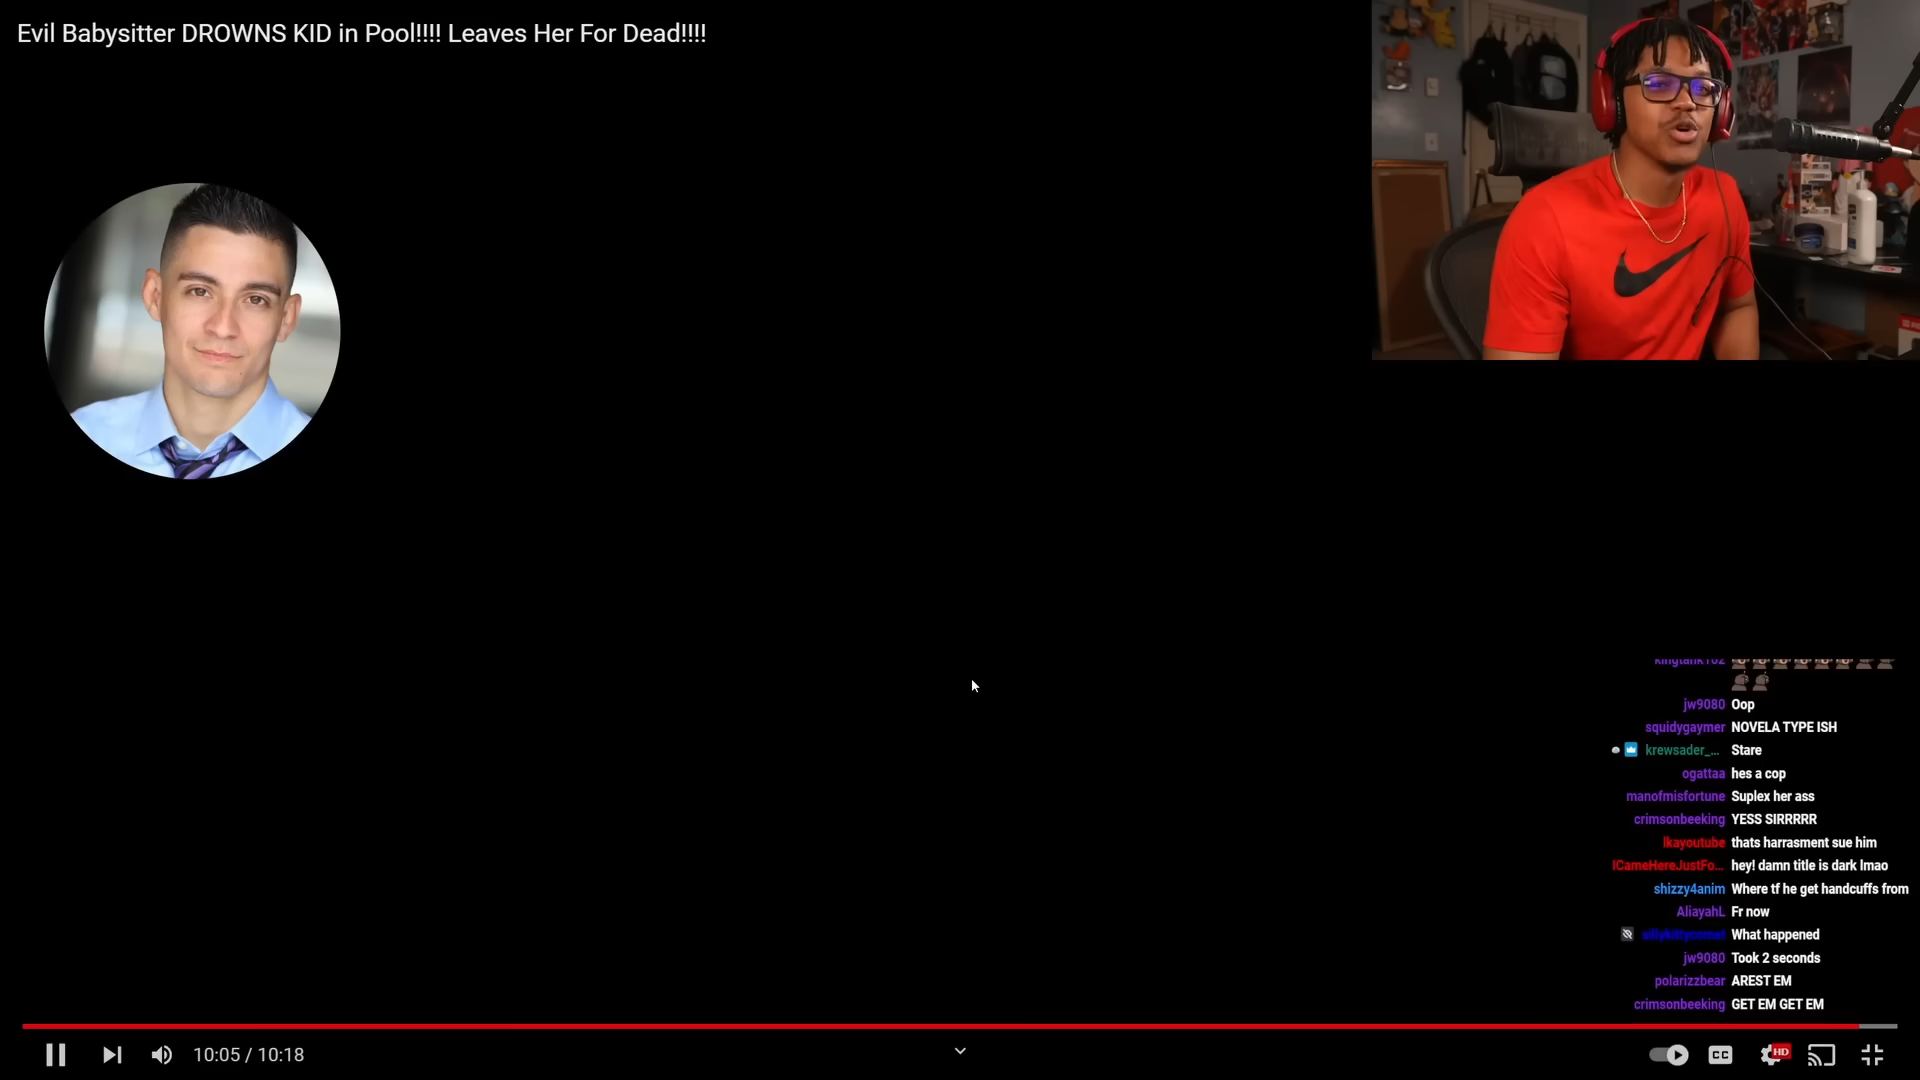 Evil Babysitter DROWNS KID in Pool!!!! Leaves Her For Dead!!!!
kingtank102
jw9080 Oop
squidygaymer NOVELA TYPE ISH
krewsader_... Stare
ogattaa hes a cop
manofmisfortune Suplex her ass
crimsonbeeking YESS SIRRRRR
lkayoutube thats harrasment sue him
ICameHereJustFo... hey! damn title is dark lmao
shizzy4anim Where tf he get handcuffs from
AliayahL Fr now
What happened
jw9080 Took 2 seconds
polarizzbear AREST EM
crimsonbeeking GET EM GET EM
10:05 / 10:18
CC
HD